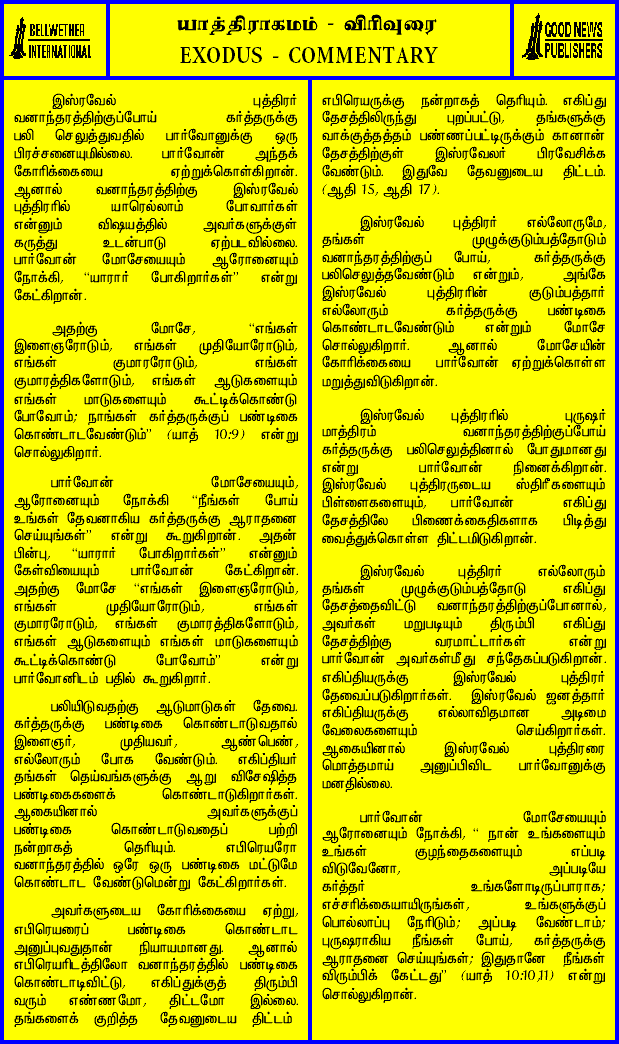 BELLWETHER
INTERNATIONAL
யாத்திராகமம் - விரிவுரை
EXODUS - COMMENTARY
GOOD NEWS
PUBLISHERS
இஸ்ரவேல் புத்திரர்
வனாந்தரத்திற்குப்போய் கர்த்தருக்கு
பலி செலுத்துவதில் பார்வோனுக்கு ஒரு
பிரச்சனையுமில்லை. பார்வோன் அந்தக்
கோரிக்கையை ஏற்றுக்கொள்கிறான்.
ஆனால் வனாந்தரத்திற்கு இஸ்ரவேல்
புத்திரரில் யாரெல்லாம் போவார்கள்
என்னும் விஷயத்தில் அவர்களுக்குள்
கருத்து உடன்பாடு ஏற்படவில்லை.
பார்வோன் மோசேயையும் ஆரோனையும்
நோக்கி, “யாரார் போகிறார்கள்” என்று
கேட்கிறான்.
அதற்கு மோசே, “எங்கள்
இளைஞரோடும், எங்கள் முதியோரோடும்,
எங்கள் குமாரரோடும், எங்கள்
குமாரத்திகளோடும், எங்கள் ஆடுகளையும்
எங்கள் மாடுகளையும் கூட்டிக்கொண்டு
போவோம்; நாங்கள் கர்த்தருக்குப் பண்டிகை
கொண்டாடவேண்டும்” (யாத் 10:9) என்று
சொல்லுகிறார்.
பார்வோன் மோசேயையும்,
ஆரோனையும் நோக்கி “நீங்கள் போய்
உங்கள் தேவனாகிய கர்த்தருக்கு ஆராதனை
செய்யுங்கள்” என்று கூறுகிறான். அதன்
பின்பு, “யாரார் போகிறார்கள்” என்னும்
கேள்வியையும் பார்வோன் கேட்கிறான்.
அதற்கு மோசே “எங்கள் இளைஞரோடும்,
எங்கள் முதியோரோடும், எங்கள்
குமாரரோடும், எங்கள் குமாரத்திகளோடும்,
எங்கள் ஆடுகளையும் எங்கள் மாடுகளையும்
கூட்டிக்கொண்டு போவோம்” என்று
பார்வோனிடம் பதில் கூறுகிறார்.
பலியிடுவதற்கு ஆடுமாடுகள் தேவை.
கர்த்தருக்கு பண்டிகை கொண்டாடுவதால்
இளைஞர், முதியவர், ஆண்பெண்,
எல்லோரும் போக வேண்டும். எகிப்தியர்
தங்கள் தெய்வங்களுக்கு ஆறு விசேஷித்த
பண்டிகைகளைக் கொண்டாடுகிறார்கள்.
ஆகையினால் அவர்களுக்குப்
பண்டிகை கொண்டாடுவதைப் பற்றி
நன்றாகத் தெரியும். எபிரெயரோ
வனாந்தரத்தில் ஒரே ஒரு பண்டிகை மட்டுமே
கொண்டாட வேண்டுமென்று கேட்கிறார்கள்.
அவர்களுடைய கோரிக்கையை ஏற்று,
எபிரெயரைப் பண்டிகை கொண்டாட
அனுப்புவதுதான் நியாயமானது. ஆனால்
எபிரெயரிடத்திலோ வனாந்தரத்தில் பண்டிகை
கொண்டாடிவிட்டு, எகிப்துக்குத் திரும்பி
வரும் எண்ணமோ, திட்டமோ இல்லை.
தங்களைக் குறித்த தேவனுடைய திட்டம்
எபிரெயருக்கு நன்றாகத் தெரியும். எகிப்து
தேசத்திலிருந்து புறப்பட்டு, தங்களுக்கு
வாக்குத்தத்தம் பண்ணப்பட்டிருக்கும் கானான்
தேசத்திற்குள் இஸ்ரவேலர் பிரவேசிக்க
வேண்டும். இதுவே தேவனுடைய திட்டம்.
(ஆதி 15, ஆதி 17).
இஸ்ரவேல் புத்திரர் எல்லோருமே,
தங்கள் முழுக்குடும்பத்தோடும்
வனாந்தரத்திற்குப் போய், கர்த்தருக்கு
பலிசெலுத்தவேண்டும் என்றும், அங்கே
இஸ்ரவேல் புத்திரரின் குடும்பத்தார்
எல்லோரும் கர்த்தருக்கு பண்டிகை
கொண்டாடவேண்டும் என்றும் மோசே
சொல்லுகிறார். ஆனால் மோசேயின்
கோரிக்கையை பார்வோன் ஏற்றுக்கொள்ள
மறுத்துவிடுகிறான்.
இஸ்ரவேல் புத்திரரில் புருஷர்
மாத்திரம் வனாந்தரத்திற்குப்போய்
கர்த்தருக்கு பலிசெலுத்தினால் போதுமானது
என்று பார்வோன் நினைக்கிறான்.
இஸ்ரவேல் புத்திரருடைய ஸ்திரீகளையும்
பிள்ளைகளையும், பார்வோன் எகிப்து
தேசத்திலே பிணைக்கைதிகளாக பிடித்து
வைத்துக்கொள்ள திட்டமிடுகிறான்.
இஸ்ரவேல் புத்திரர் எல்லோரும்
தங்கள் முழுக்குடும்பத்தோடு எகிப்து
தேசத்தைவிட்டு வனாந்தரத்திற்குப்போனால்,
அவர்கள் மறுபடியும் திரும்பி எகிப்து
தேசத்திற்கு வரமாட்டார்கள் என்று
பார்வோன் அவர்கள்மீது சந்தேகப்படுகிறான்.
எகிப்தியருக்கு இஸ்ரவேல் புத்திரர்
தேவைப்படுகிறார்கள். இஸ்ரவேல் ஜனத்தார்
எகிப்தியருக்கு எல்லாவிதமான அடிமை
வேலைகளையும் செய்கிறார்கள்.
ஆகையினால் இஸ்ரவேல் புத்திரரை
மொத்தமாய் அனுப்பிவிட பார்வோனுக்கு
மனதில்லை.
பார்வோன் மோசேயையும்
ஆரோனையும் நோக்கி, “ நான் உங்களையும்
உங்கள் குழந்தைகளையும் எப்படி
விடுவேனோ, அப்படியே
கர்த்தர் உங்களோடிருப்பாராக;
எச்சரிக்கையாயிருங்கள், உங்களுக்குப்
பொல்லாப்பு நேரிடும்; அப்படி வேண்டாம்;
புருஷராகிய நீங்கள் போய், கர்த்தருக்கு
ஆராதனை செய்யுங்கள்; இதுதானே நீங்கள்
விரும்பிக் கேட்டது” (யாத் 10:10,11) என்று
சொல்லுகிறான்.